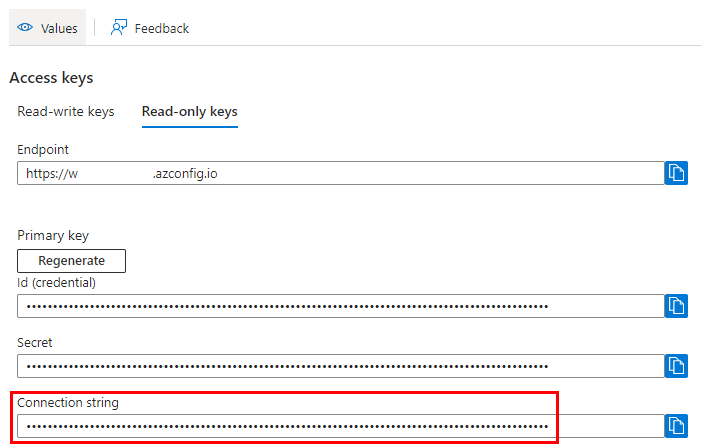 Values Feedback
Access keys
Read-write keys Read-only keys
Endpoint
https://w .azconfig.io
Primary key
Regenerate
Id (credential)
••••••••••••••••••••••••••••••••••••••••••••••••••••••••••••••••••••••••••••••••••••••••••••••••••••
Secret
••••••••••••••••••••••••••••••••••••••••••••••••••••••••••••••••••••••••••••••••••••••••••••••••••••
Connection string
••••••••••••••••••••••••••••••••••••••••••••••••••••••••••••••••••••••••••••••••••••••••••••••••••••